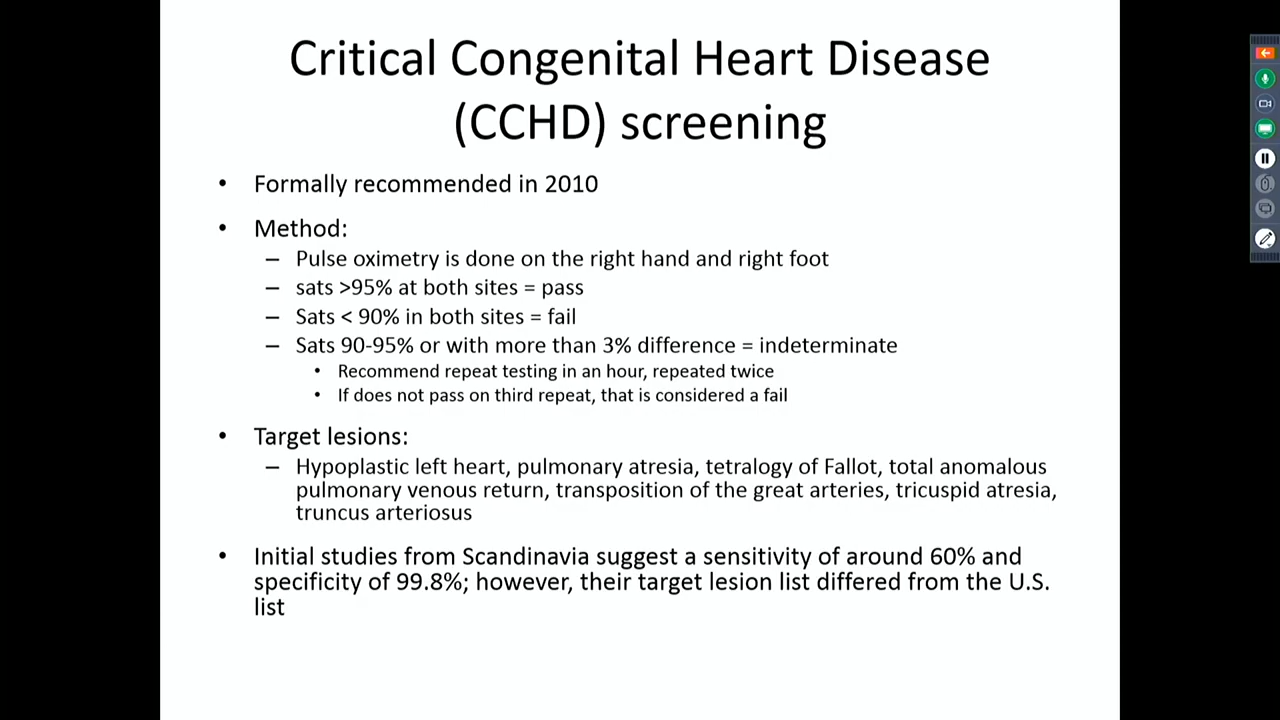 Critical Congenital Heart Disease
(CCHD) screening
• Formally recommended in 2010
• Method:
– Pulse oximetry is done on the right hand and right foot
– sats >95% at both sites = pass
– Sats < 90% in both sites = fail
– Sats 90-95% or with more than 3% difference = indeterminate
• Recommend repeat testing in an hour, repeated twice
• If does not pass on third repeat, that is considered a fail
• Target lesions:
– Hypoplastic left heart, pulmonary atresia, tetralogy of Fallot, total anomalous
pulmonary venous return, transposition of the great arteries, tricuspid atresia,
truncus arteriosus
• Initial studies from Scandinavia suggest a sensitivity of around 60% and
specificity of 99.8%; however, their target lesion list differed from the U.S.
list